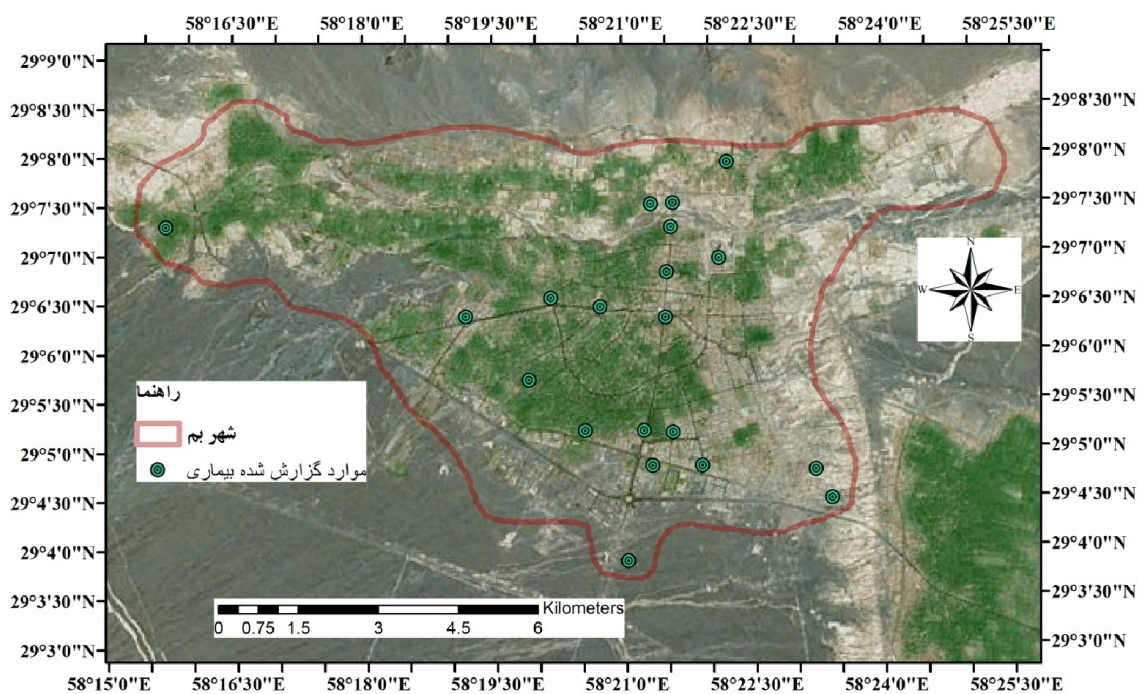 58°16'30"E 58°18'0"E 58°19'30"E 58°21'0"E 58°22'30"E 58°24'0"E 58°25'30"E
29°9'0"N
29°8'30"N 29°8'30"N
29°8'0"N 29°8'0"N
29°7'30"N 29°7'30"N
29°7'0"N 29°7'0"N
N
W E
S
29°6'30"N 29°6'30"N
29°6'0"N 29°6'0"N
29°5'30"N 29°5'30"N
راهنما
شهر بم
موارد گزارش شده بیماری
29°5'0"N 29°5'0"N
29°4'30"N 29°4'30"N
29°4'0"N 29°4'0"N
29°3'30"N 29°3'30"N
Kilometers
0 0.75 1.5 3 4.5 6
29°3'0"N 29°3'0"N
58°15'0"E 58°16'30"E 58°18'0"E 58°19'30"E 58°21'0"E 58°22'30"E 58°24'0"E 58°25'30"E